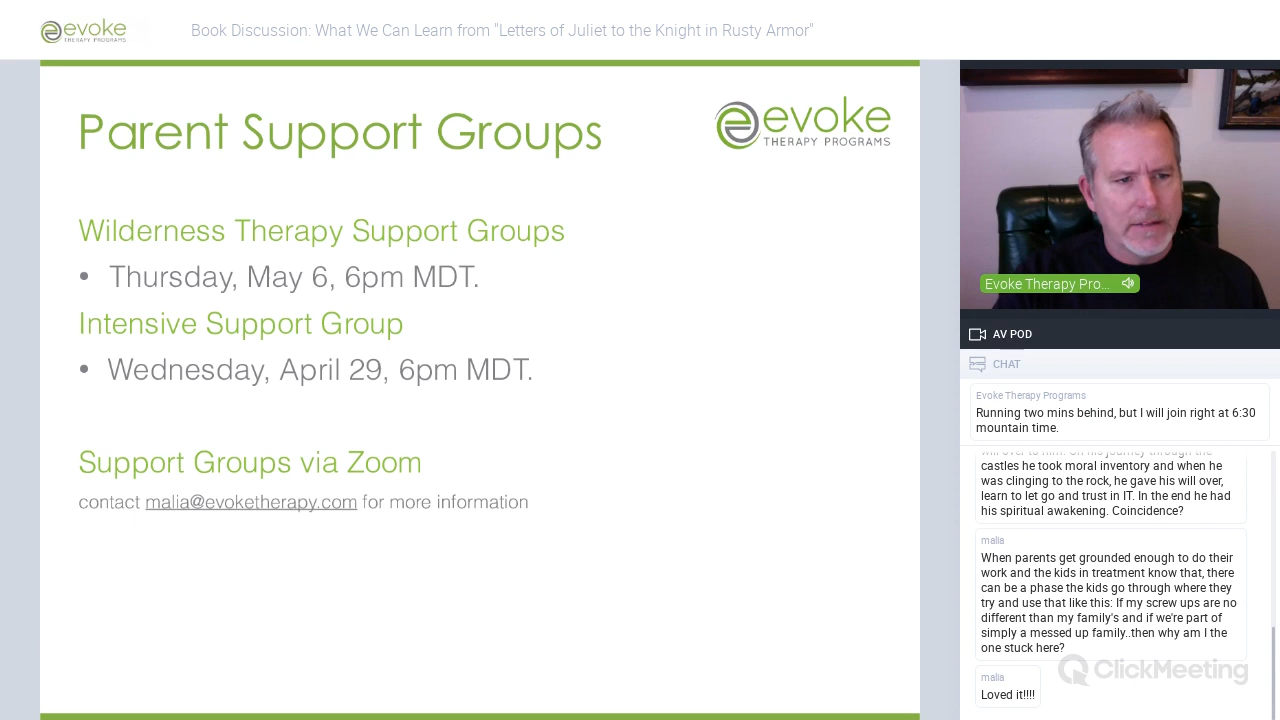 evoke
THERAPY PROGRAMS
Book Discussion: What We Can Learn from "Letters of Juliet to the Knight in Rusty Armor"
Parent Support Groups
evoke
THERAPY PROGRAMS
Wilderness Therapy Support Groups
• Thursday, May 6, 6pm MDT.
Intensive Support Group
• Wednesday, April 29, 6pm MDT.
Support Groups via Zoom
contact malia@evoketherapy.com for more information
Evoke Therapy Pro...
AV POD
CHAT
Evoke Therapy Programs
Running two mins behind, but I will join right at 6:30
mountain time.
will over to him. On his journey through the
castles he took moral inventory and when he
was clinging to the rock, he gave his will over,
learn to let go and trust in IT. In the end he had
his spiritual awakening. Coincidence?
malia
When parents get grounded enough to do their
work and the kids in treatment know that, there
can be a phase the kids go through where they
try and use that like this: If my screw ups are no
different than my family's and if we're part of
simply a messed up family..then why am I the
one stuck here?
ClickMeeting
malia
Loved it!!!!